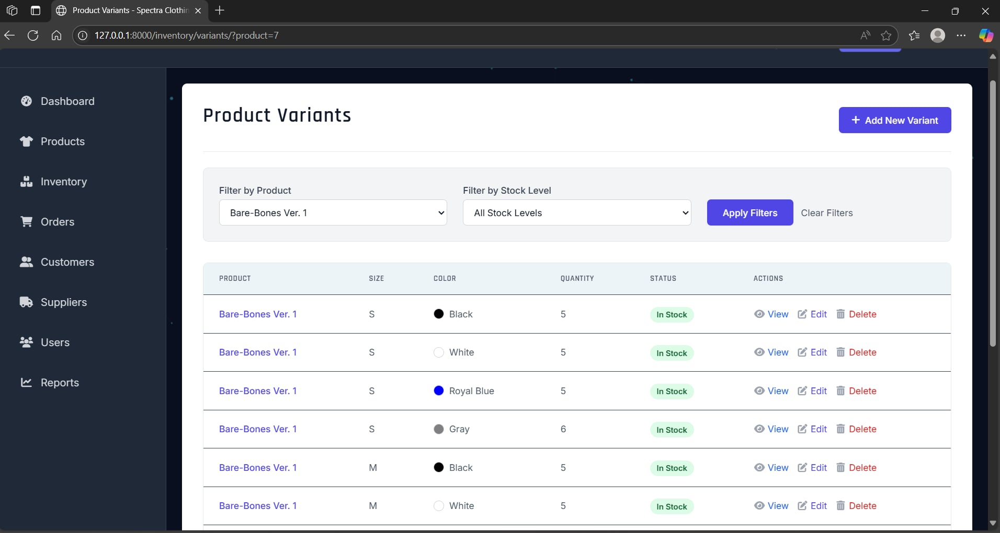 Product Variants - Spectra Clothin
127.0.0.1:8000/inventory/variants/?product=7
Dashboard
Products
Inventory
Orders
Customers
Suppliers
Users
Reports
Product Variants
+ Add New Variant
Filter by Product
Filter by Stock Level
Bare-Bones Ver. 1
All Stock Levels
Apply Filters
Clear Filters
PRODUCT SIZE COLOR QUANTITY STATUS ACTIONS
Bare-Bones Ver. 1 S Black 5 In Stock View Edit Delete
Bare-Bones Ver. 1 S White 5 In Stock View Edit Delete
Bare-Bones Ver. 1 S Royal Blue 5 In Stock View Edit Delete
Bare-Bones Ver. 1 S Gray 6 In Stock View Edit Delete
Bare-Bones Ver. 1 M Black 5 In Stock View Edit Delete
Bare-Bones Ver. 1 M White 5 In Stock View Edit Delete